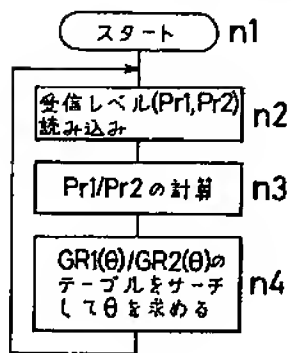 スタート n1
受信レベル(Pr1,Pr2)
読み込み n2
Pr1/Pr2の計算 n3
GR1(θ)/GR2(θ)の
テーブルをサーチ n4
してθを求める